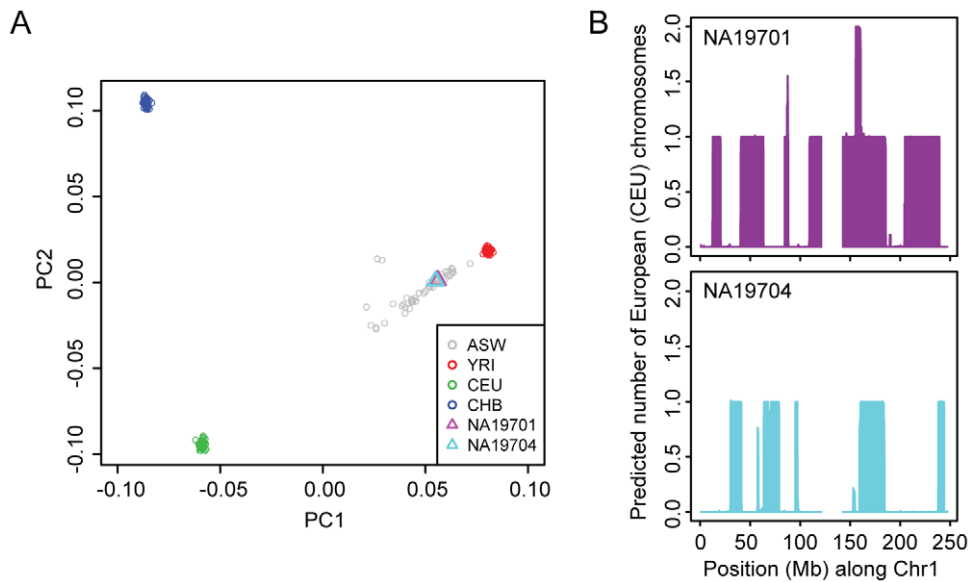 A
PC2
0.10
0.05
0.00
-0.05
-0.10
-0.10 -0.05 0.00 0.05 0.10
PC1
ASW
YRI
CEU
CHB
NA19701
NA19704
B
Predicted number of European (CEU) chromosomes
NA19701
2.0
1.5
1.0
0.5
0.0
NA19704
2.0
1.5
1.0
0.5
0.0
0 50 100 150 200 250
Position (Mb) along Chr1